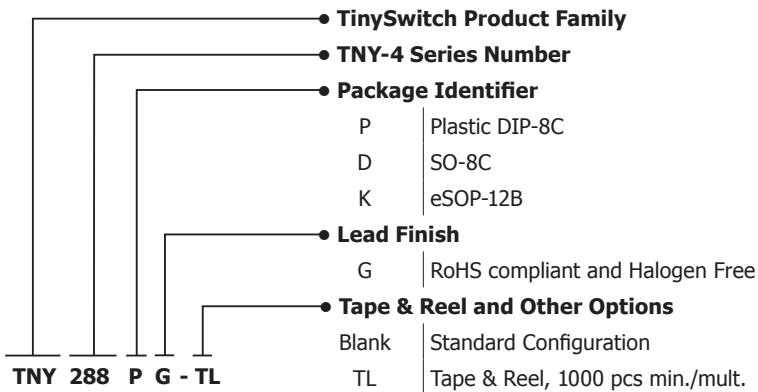 TinySwitch Product Family
TNY-4 Series Number
Package Identifier
P Plastic DIP-8C
D SO-8C
K eSOP-12B
Lead Finish
G RoHS compliant and Halogen Free
Tape & Reel and Other Options
Blank Standard Configuration
TL Tape & Reel, 1000 pcs min./mult.
TNY 288 P G - TL